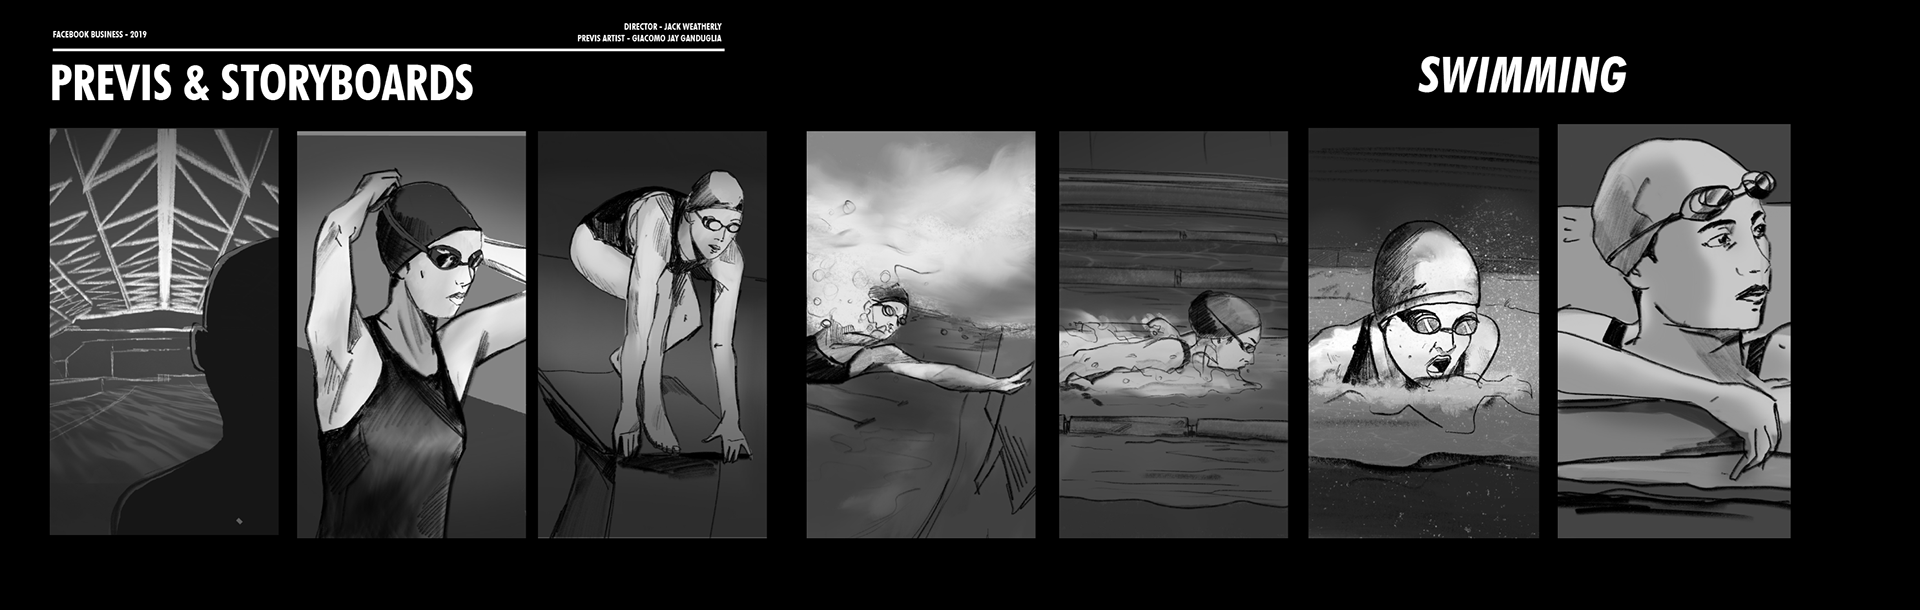 FACEBOOK BUSINESS - 2019
DIRECTOR - JACK WEATHERLY
PREVIS ARTIST - GIACOMO JAY GANDUGLIA
PREVIS & STORYBOARDS
SWIMMING